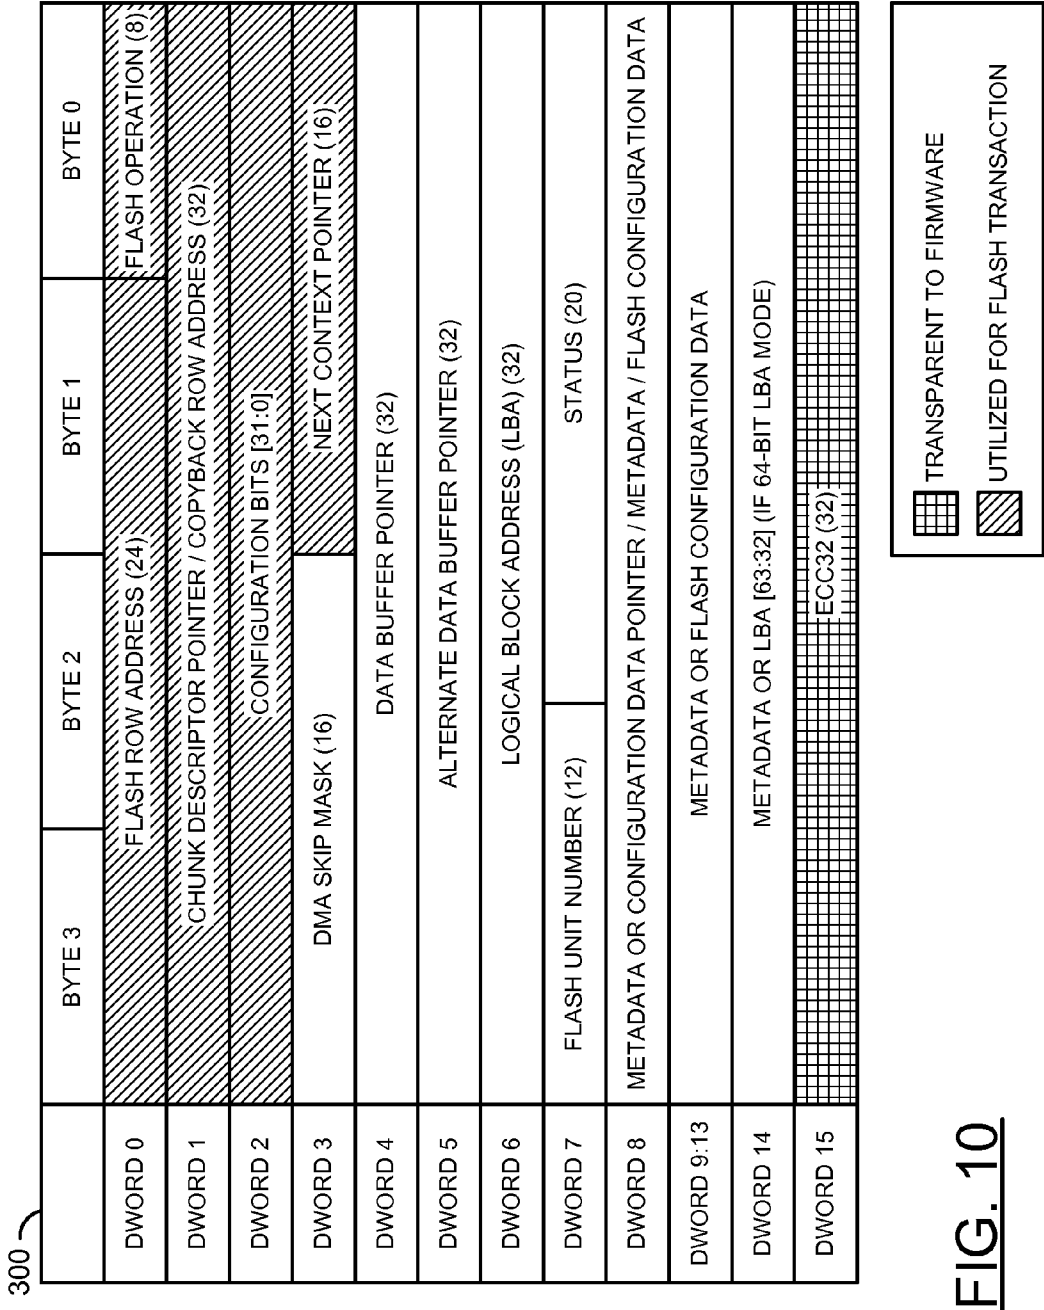 300
BYTE 3
BYTE 2
BYTE 1
BYTE 0
DWORD 0
FLASH ROW ADDRESS (24)
FLASH OPERATION (8)
DWORD 1
CHUNK DESCRIPTOR POINTER / COPYBACK ROW ADDRESS (32)
DWORD 2
CONFIGURATION BITS [31:0]
DWORD 3
DMA SKIP MASK (16)
NEXT CONTEXT POINTER (16)
DWORD 4
DATA BUFFER POINTER (32)
DWORD 5
ALTERNATE DATA BUFFER POINTER (32)
DWORD 6
LOGICAL BLOCK ADDRESS (LBA) (32)
DWORD 7
FLASH UNIT NUMBER (12)
STATUS (20)
DWORD 8
METADATA OR CONFIGURATION DATA POINTER / METADATA / FLASH CONFIGURATION DATA
DWORD 9:13
METADATA OR FLASH CONFIGURATION DATA
DWORD 14
METADATA OR LBA [63:32] (IF 64-BIT LBA MODE)
DWORD 15
ECC32 (32)
TRANSPARENT TO FIRMWARE
UTILIZED FOR FLASH TRANSACTION
FIG. 10